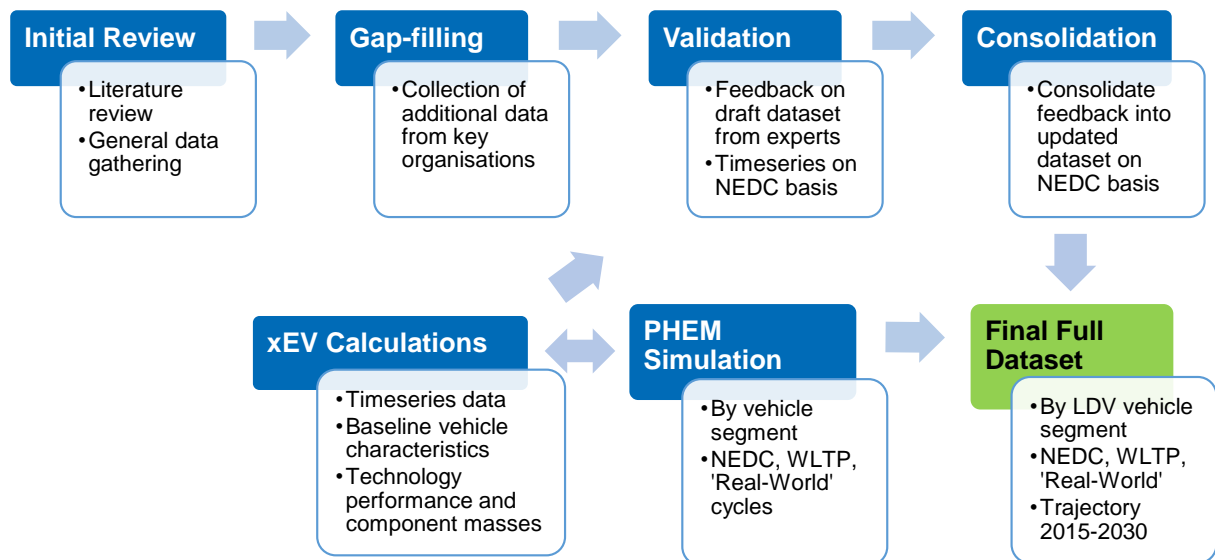 Initial Review
•Literature
review
•General data
gathering
Gap-filling
•Collection of
additional data
from key
organisations
Validation
•Feedback on
draft dataset
from experts
•Timeseries on
NEDC basis
Consolidation
•Consolidate
feedback into
updated
dataset on
NEDC basis
xEV Calculations
•Timeseries data
•Baseline vehicle
characteristics
•Technology
performance and
component masses
PHEM
Simulation
•By vehicle
segment
•NEDC, WLTP,
'Real-World'
cycles
Final Full
Dataset
•By LDV vehicle
segment
•NEDC, WLTP,
'Real-World'
•Trajectory
2015-2030